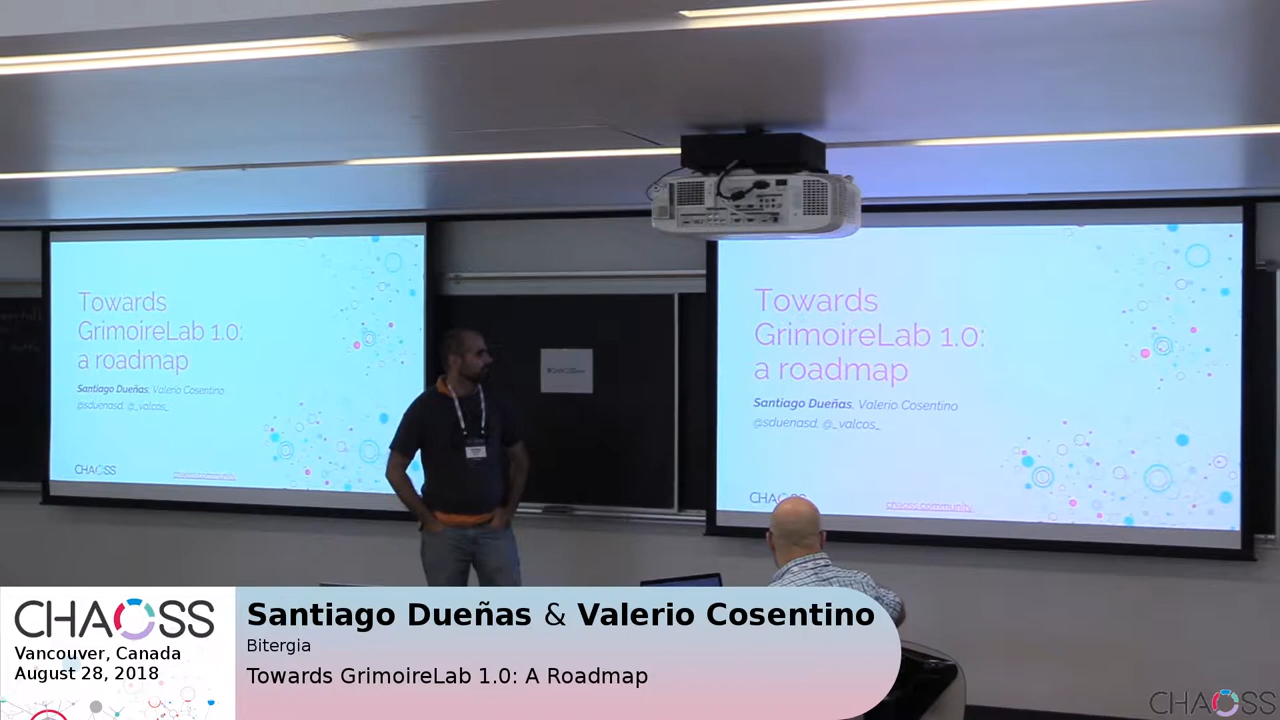 Towards
GrimoireLab 1.0:
a roadmap
Santiago Dueñas, Valerio Cosentino
@sduenasd, @_valcos_
CHAOSS
chaoss.community
Towards
GrimoireLab 1.0:
a roadmap
Santiago Dueñas, Valerio Cosentino
@sduenasd, @_valcos_
CHAOSS
chaoss.community
CHAOSS
Vancouver, Canada
August 28, 2018
Santiago Dueñas & Valerio Cosentino
Bitergia
Towards GrimoireLab 1.0: A Roadmap
CHAOSS